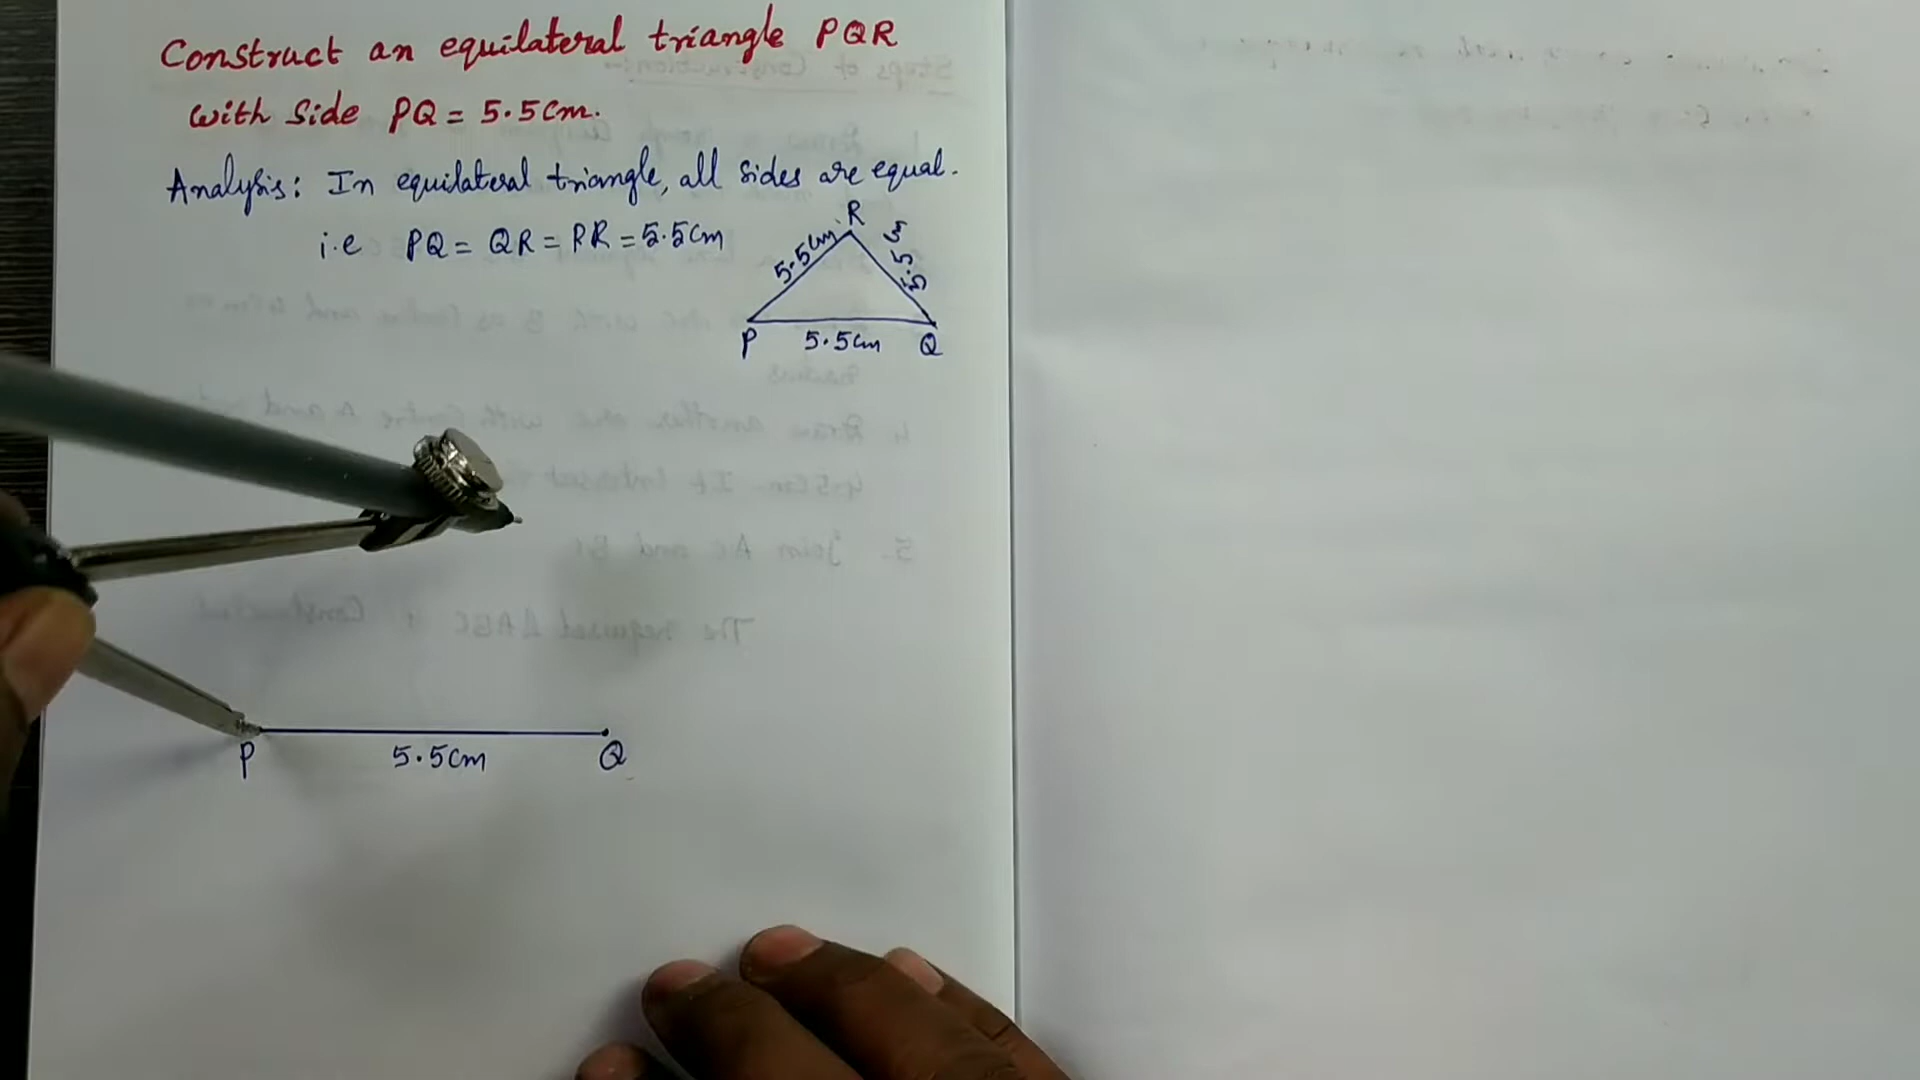 Construct an equilateral triangle PQR
with Side PQ = 5.5cm.
Analysis: In equilateral triangle, all sides are equal.
i.e PQ = QR = PR = 5.5cm
R
5.5cm
5.5cm
P
5.5cm
Q
P
5.5cm
Q